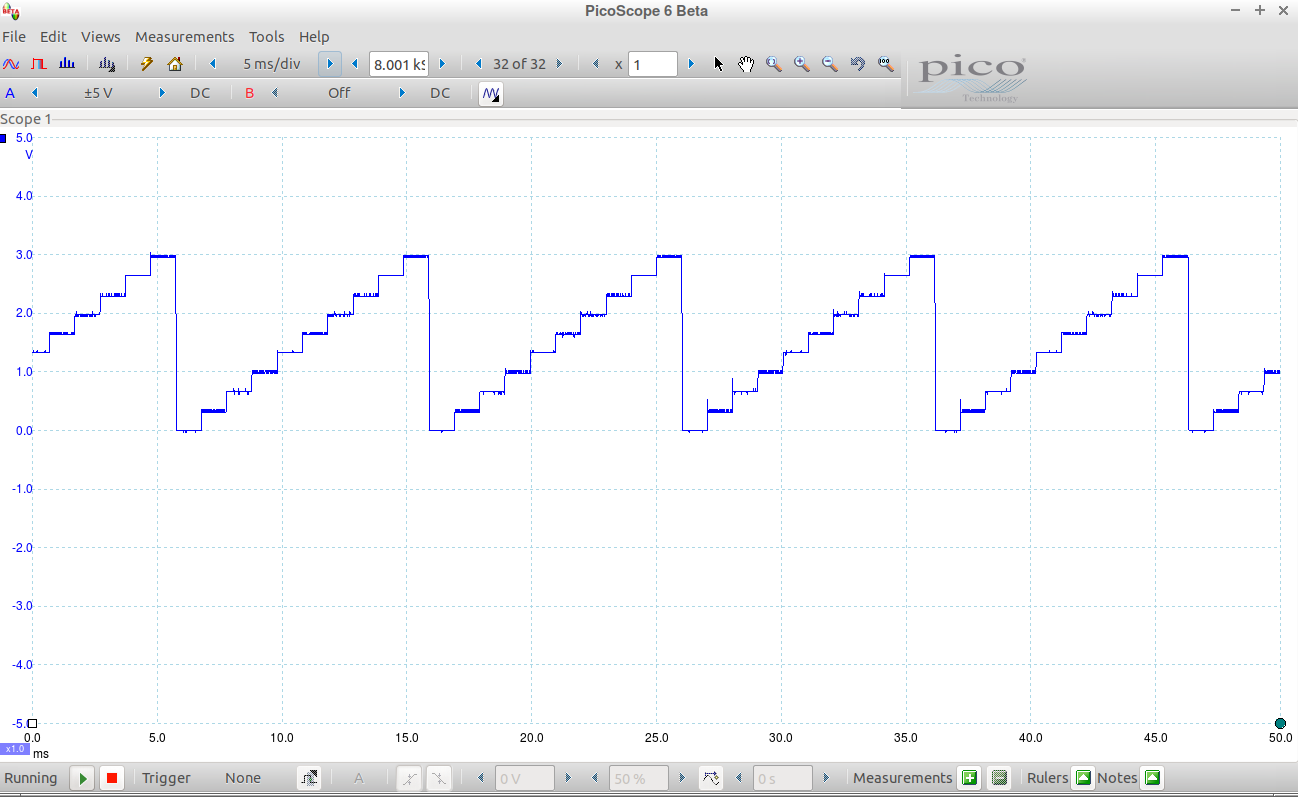 PicoScope 6 Beta
BETA
File Edit Views Measurements Tools Help
5 ms/div 8.001 kS 32 of 32 x 1
pico
Technology
A ±5 V DC B Off DC
Scope 1
5.0
V
4.0
3.0
2.0
1.0
0.0
-1.0
-2.0
-3.0
-4.0
-5.0
0.0 5.0 10.0 15.0 20.0 25.0 30.0 35.0 40.0 45.0 50.0
x1.0
ms
Running Trigger None A 0 V 50 % 0 s Measurements Rulers Notes